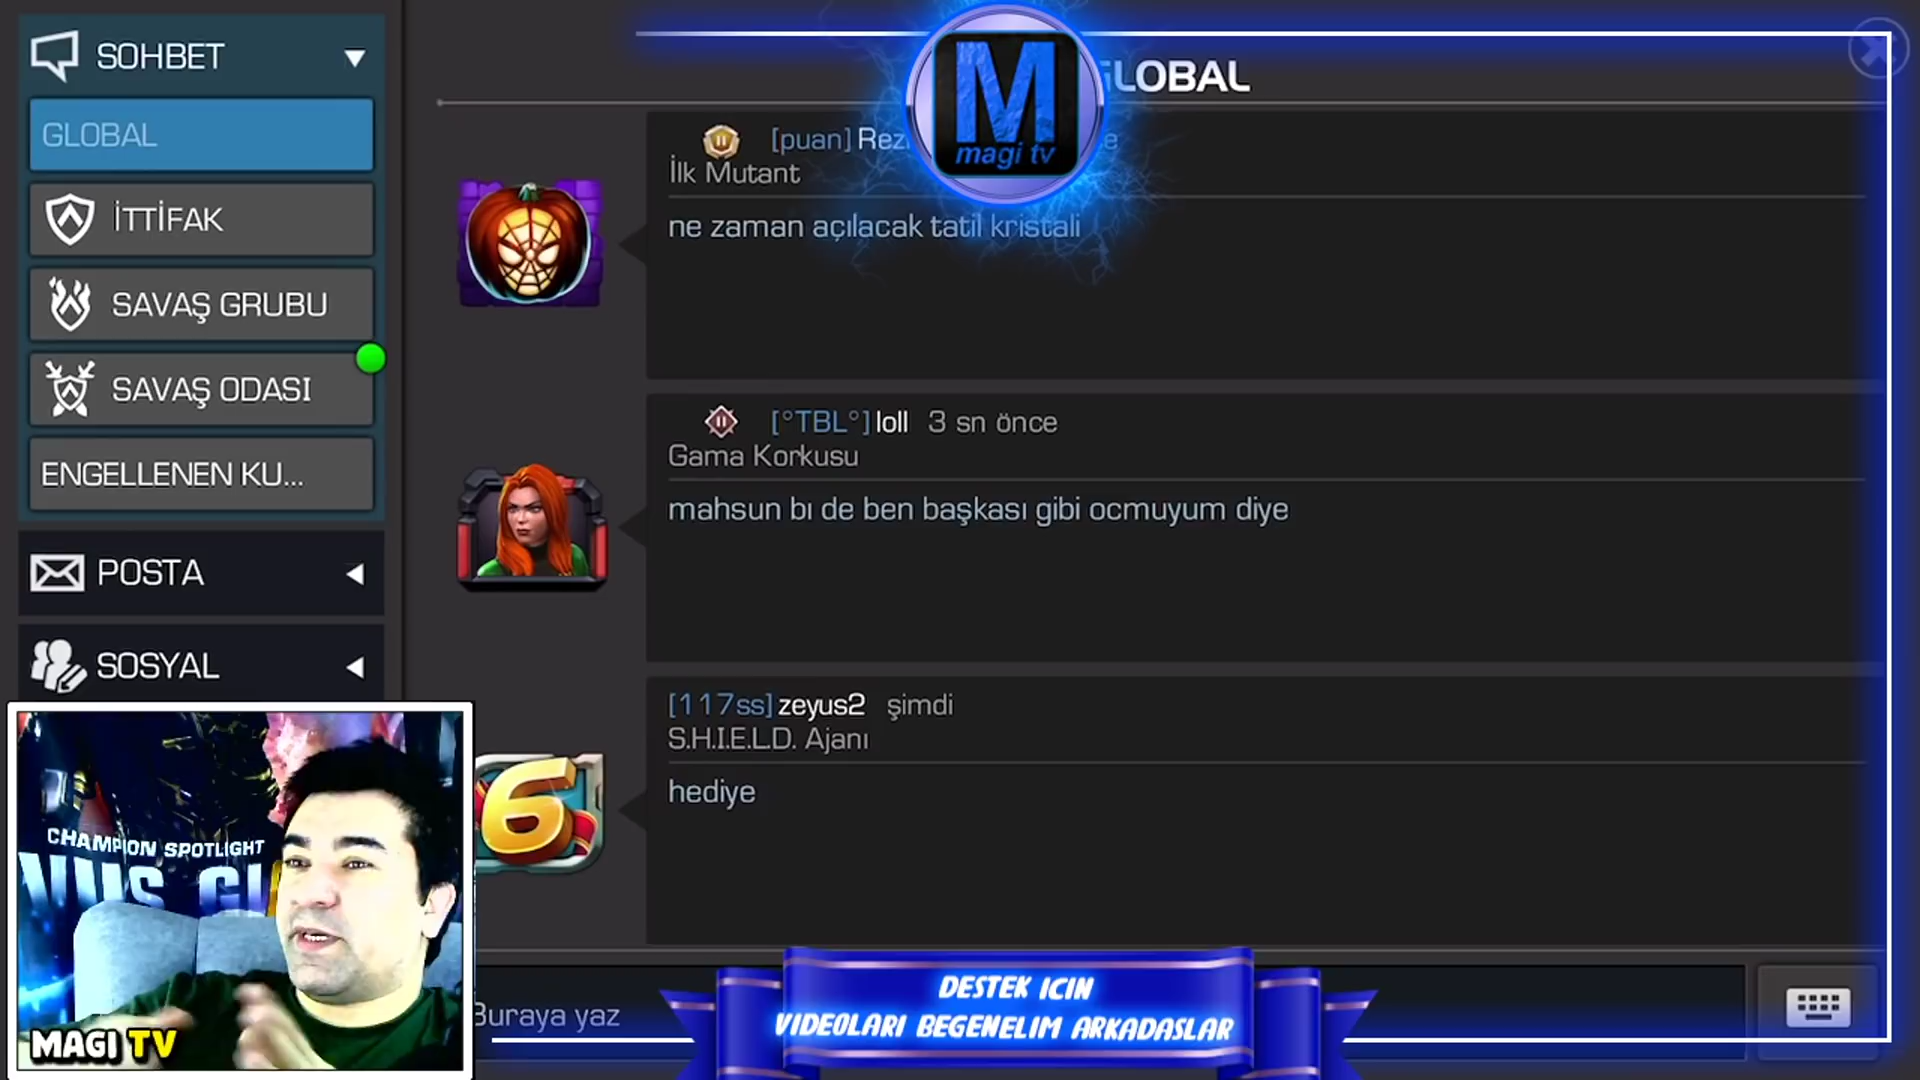 SOHBET
GLOBAL
İTTİFAK
SAVAŞ GRUBU
SAVAŞ ODASI
ENGELLENEN KU...
POSTA
SOSYAL
GLOBAL
M
magi tv
[puan]
İlk Mutant
ne zaman açılacak tatil kristali
[°TBL°] loll 3 sn önce
Gama Korkusu
mahsun bı de ben başkası gibi ocmuyum diye
[117ss] zeyus2 şimdi
S.H.I.E.L.D. Ajanı
hediye
6
Buraya yaz
CHAMPION SPOTLIGHT
MAGI TV
DESTEK ICIN
VIDEOLARI BEGENELIM ARKADASLAR